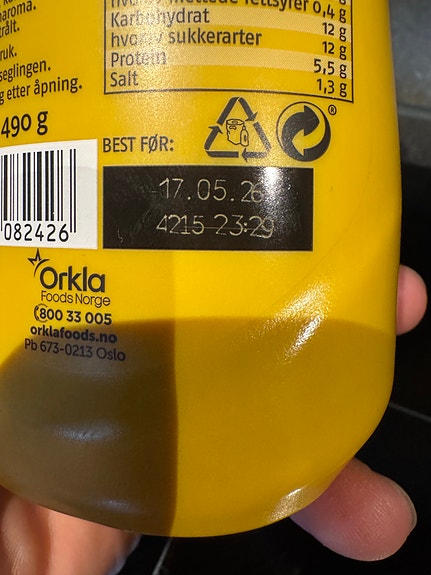 aroma.
trålt.
ruk.
seglingen.
g etter åpning.
490 g
hvorav mettede fettsyrer 0,4 g
Karbohydrat 12 g
hvorav sukkerarter 12 g
Protein 5,5 g
Salt 1,3 g
BEST FØR:
®
17.05.26
4215 23:29
082426
Orkla
Foods Norge
800 33 005
orklafoods.no
Pb 673-0213 Oslo